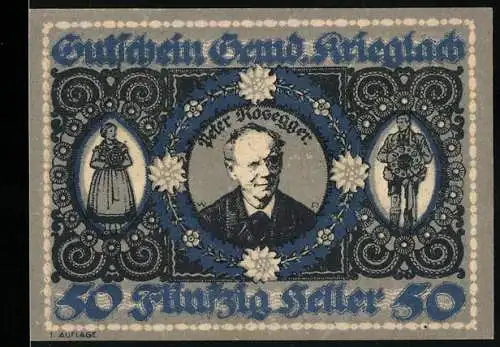 Gutschein Gemd. Krieglach
Peter Rosegger
50 Fünfzig Heller 50
1. AUFLAGE